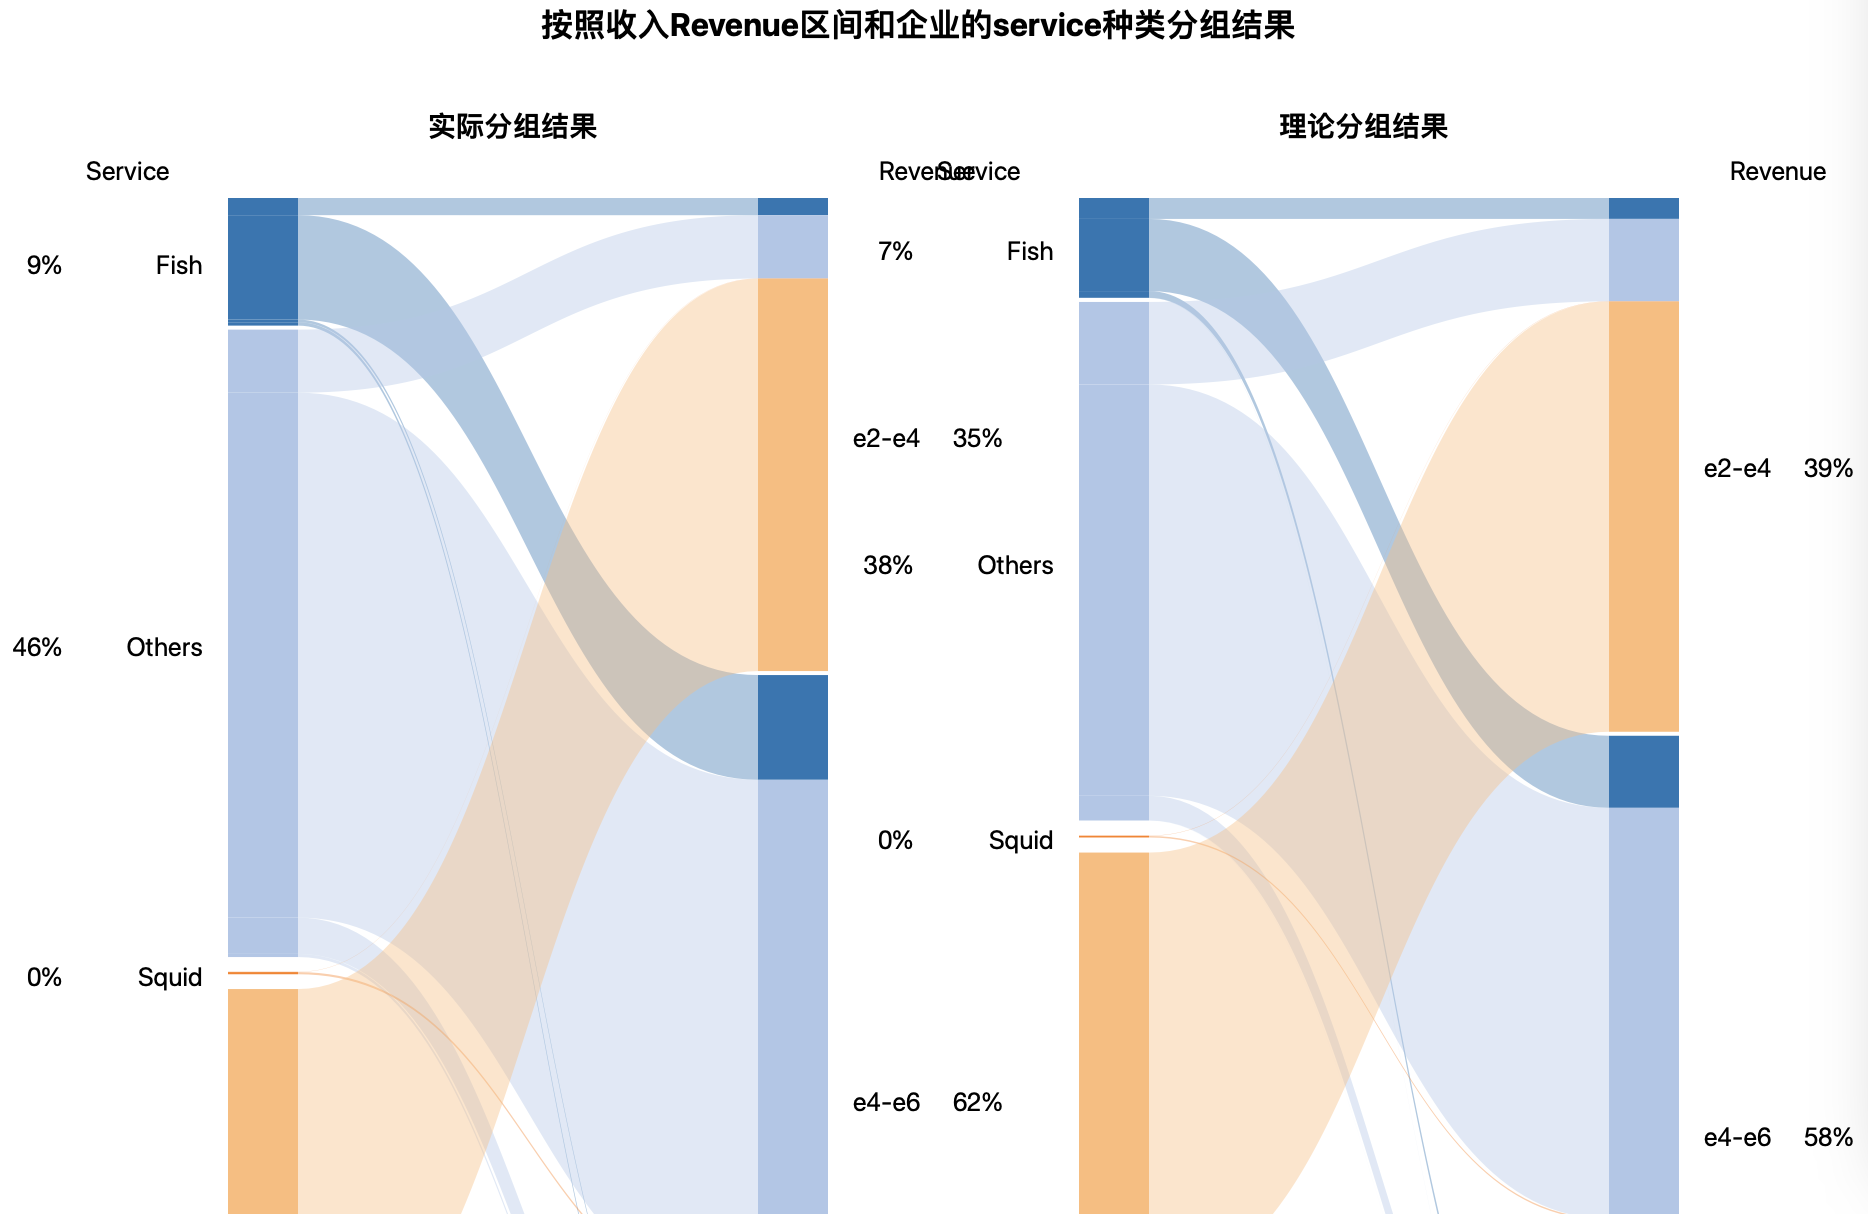 按照收入Revenue区间和企业的service种类分组结果
实际分组结果
Service
Revenue
9%
Fish
46%
Others
0%
Squid
e2-e4
35%
e4-e6
62%
理论分组结果
Service
Revenue
7%
Fish
38%
Others
0%
Squid
e2-e4
39%
e4-e6
58%